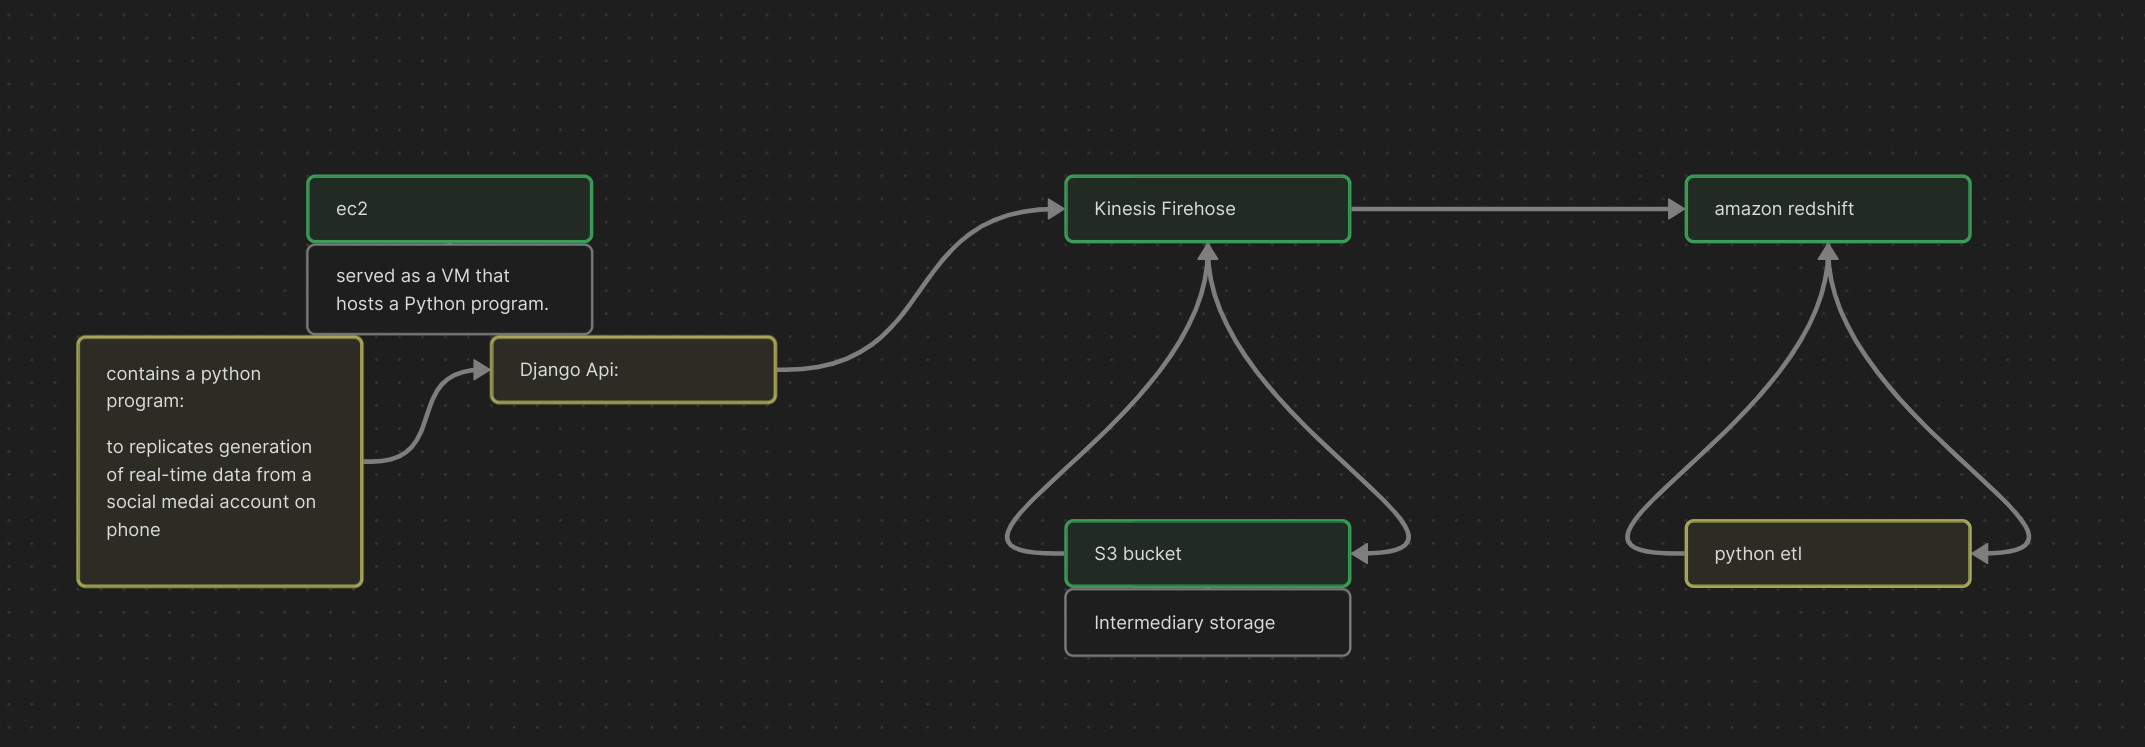 ec2
served as a VM that
hosts a Python program.
contains a python
program:
to replicates generation
of real-time data from a
social medai account on
phone
Django Api:
Kinesis Firehose
S3 bucket
Intermediary storage
amazon redshift
python etl